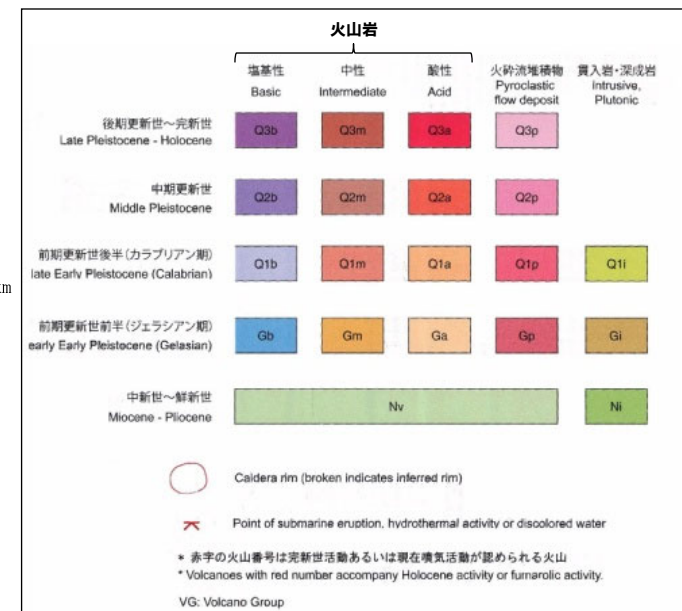 火山岩
塩基性 中性 酸性 火砕流堆積物 貫入岩・深成岩
Basic Intermediate Acid Pyroclastic flow deposit Intrusive, Plutonic
後期更新世～完新世
Late Pleistocene - Holocene
Q3b Q3m Q3a Q3p
中期更新世
Middle Pleistocene
Q2b Q2m Q2a Q2p
前期更新世後半(カラブリアン期)
late Early Pleistocene (Calabrian)
Q1b Q1m Q1a Q1p Q1i
km
前期更新世前半(ジェラシアン期)
early Early Pleistocene (Gelasian)
Gb Gm Ga Gp Gi
中新世～鮮新世
Miocene - Pliocene
Nv Ni
Caldera rim (broken indicates inferred rim)
Point of submarine eruption, hydrothermal activity or discolored water
* 赤字の火山番号は完新世活動あるいは現在噴気活動が認められる火山
* Volcanoes with red number accompany Holocene activity or fumarolic activity.
VG: Volcano Group